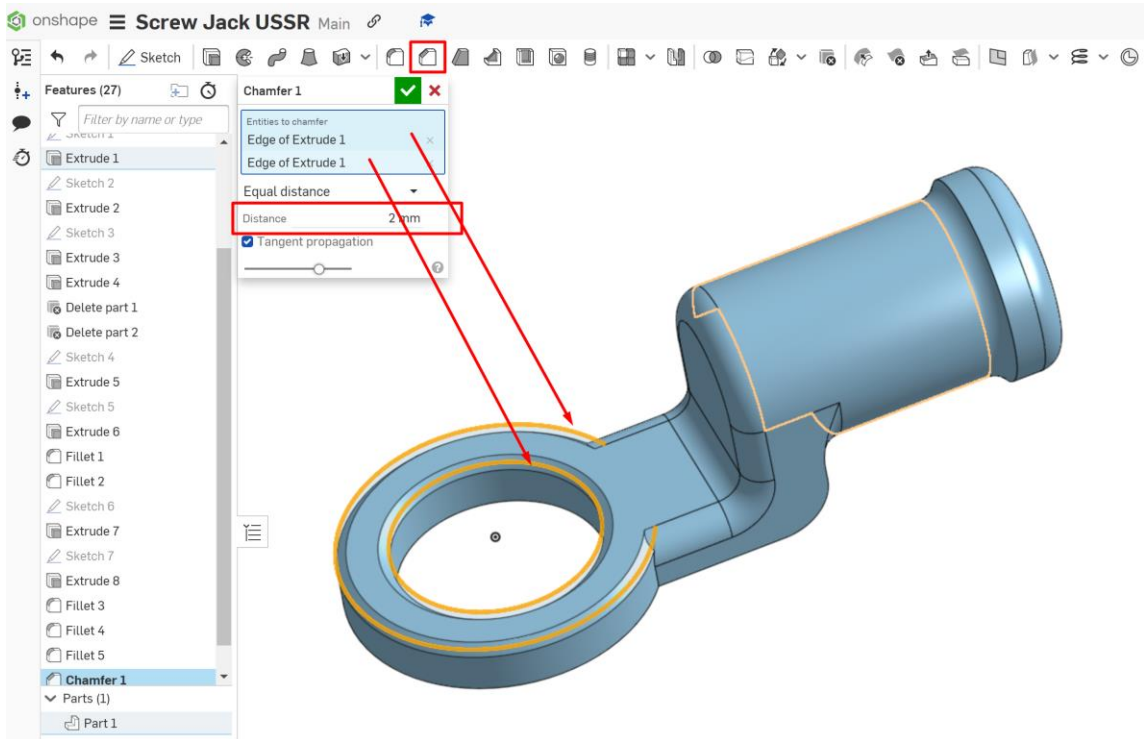 onshape Screw Jack USSR Main
Sketch
Features (27)
Filter by name or type
Sketch 1
Extrude 1
Sketch 2
Extrude 2
Sketch 3
Extrude 3
Extrude 4
Delete part 1
Delete part 2
Sketch 4
Extrude 5
Sketch 5
Extrude 6
Fillet 1
Fillet 2
Sketch 6
Extrude 7
Sketch 7
Extrude 8
Fillet 3
Fillet 4
Fillet 5
Chamfer 1
Parts (1)
Part 1
Chamfer 1
Entities to chamfer
Edge of Extrude 1
Edge of Extrude 1
Equal distance
Distance 2 mm
Tangent propagation